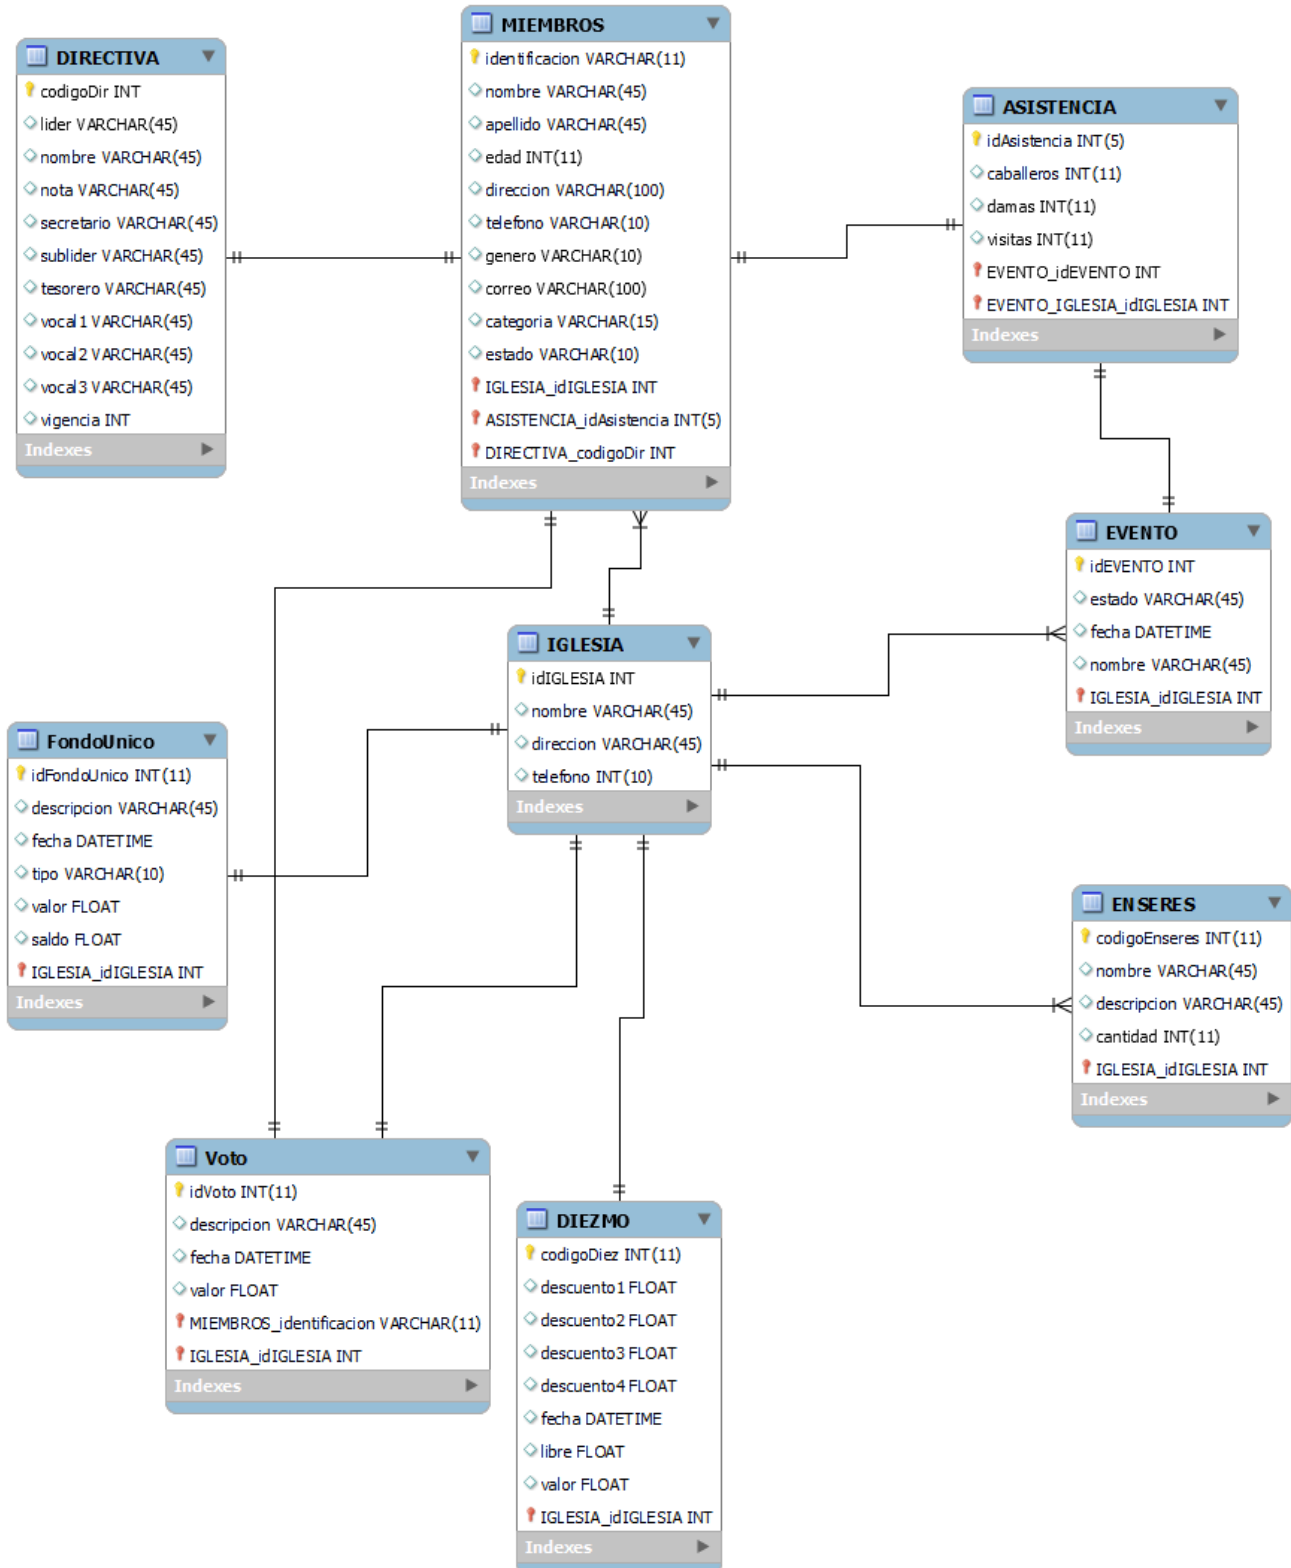 DIRECTIVA
codigoDir INT
lider VARCHAR(45)
nombre VARCHAR(45)
nota VARCHAR(45)
secretario VARCHAR(45)
sublider VARCHAR(45)
tesorero VARCHAR(45)
vocal1 VARCHAR(45)
vocal2 VARCHAR(45)
vocal3 VARCHAR(45)
vigencia INT
Indexes
MIEMBROS
identificacion VARCHAR(11)
nombre VARCHAR(45)
apellido VARCHAR(45)
edad INT(11)
direccion VARCHAR(100)
telefono VARCHAR(10)
genero VARCHAR(10)
correo VARCHAR(100)
categoria VARCHAR(15)
estado VARCHAR(10)
IGLESIA_idIGLESIA INT
ASISTENCIA_idAsistencia INT(5)
DIRECTIVA_codigoDir INT
Indexes
ASISTENCIA
idAsistencia INT(5)
caballeros INT(11)
damas INT(11)
visitas INT(11)
EVENTO_idEVENTO INT
EVENTO_IGLESIA_idIGLESIA INT
Indexes
EVENTO
idEVENTO INT
estado VARCHAR(45)
fecha DATETIME
nombre VARCHAR(45)
IGLESIA_idIGLESIA INT
Indexes
IGLESIA
idIGLESIA INT
nombre VARCHAR(45)
direccion VARCHAR(45)
telefono INT(10)
Indexes
FondoUnico
idFondoUnico INT(11)
descripcion VARCHAR(45)
fecha DATETIME
tipo VARCHAR(10)
valor FLOAT
saldo FLOAT
IGLESIA_idIGLESIA INT
Indexes
ENSERES
codigoEnseres INT(11)
nombre VARCHAR(45)
descripcion VARCHAR(45)
cantidad INT(11)
IGLESIA_idIGLESIA INT
Indexes
Voto
idVoto INT(11)
descripcion VARCHAR(45)
fecha DATETIME
valor FLOAT
MIEMBROS_identificacion VARCHAR(11)
IGLESIA_idIGLESIA INT
Indexes
DIEZMO
codigoDiez INT(11)
descuento1 FLOAT
descuento2 FLOAT
descuento3 FLOAT
descuento4 FLOAT
fecha DATETIME
libre FLOAT
valor FLOAT
IGLESIA_idIGLESIA INT
Indexes